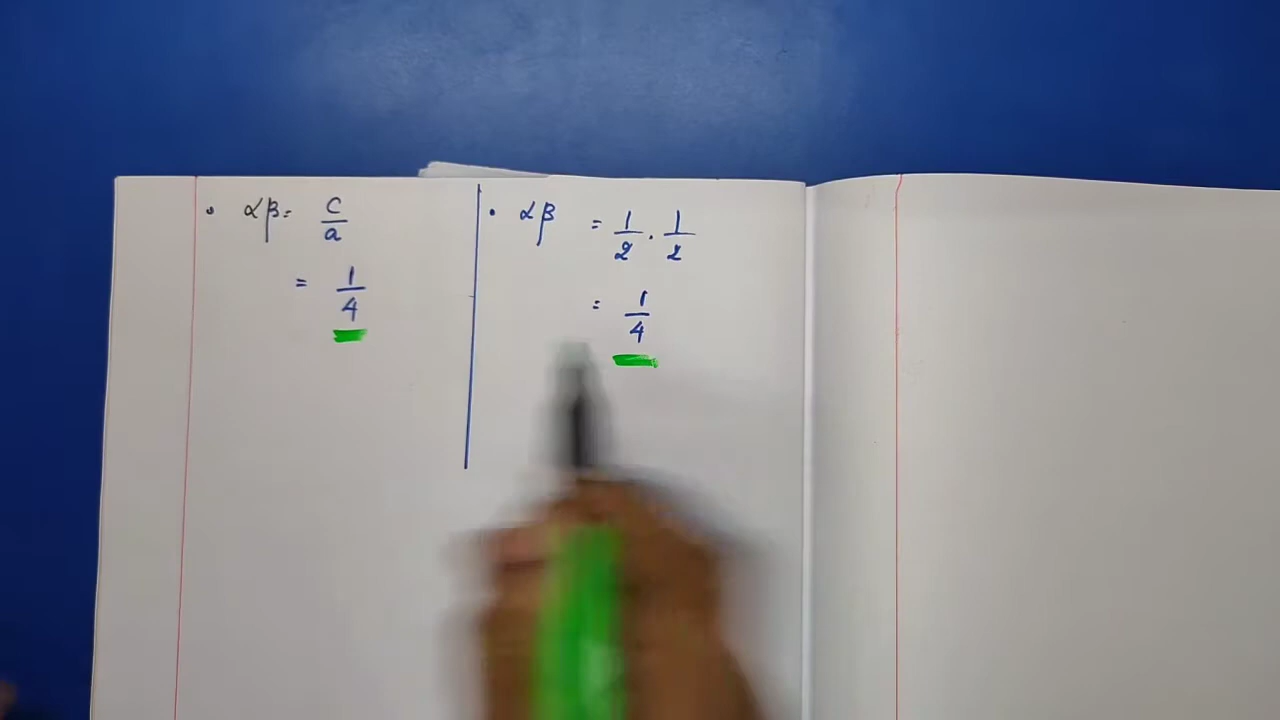 • αβ = c/a
= 1/4
• αβ = 1/2 . 1/2
= 1/4